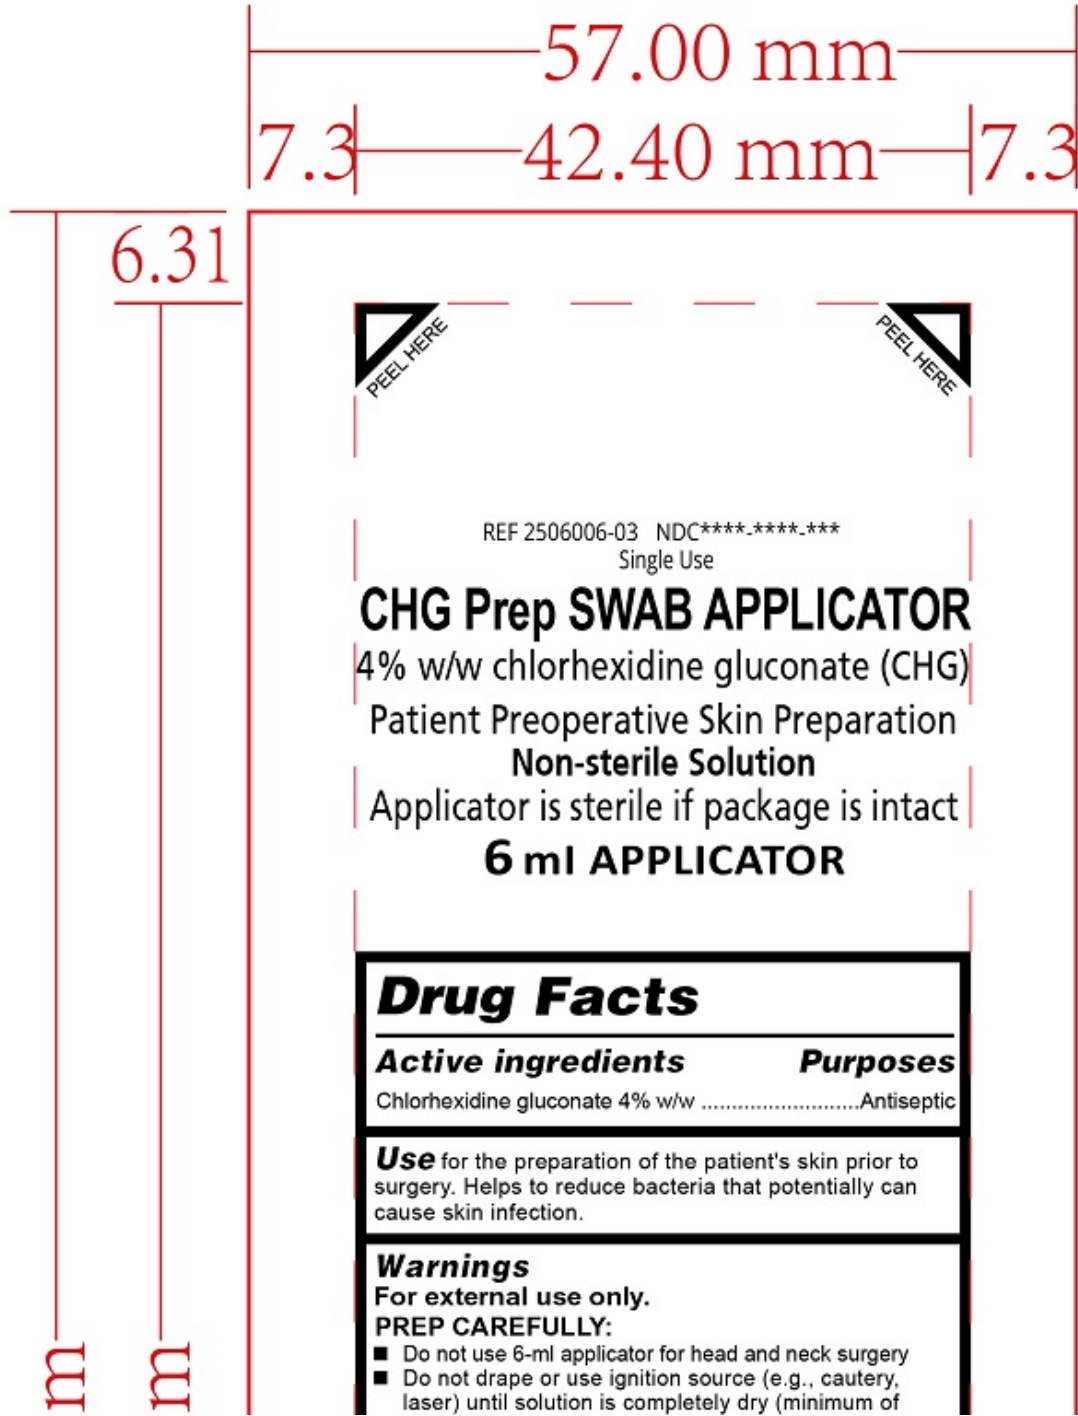 57.00 mm
7.3 42.40 mm 7.3
6.31
PEEL HERE PEEL HERE
REF 2506006-03 NDC****-****-***
Single Use
CHG Prep SWAB APPLICATOR
4% w/w chlorhexidine gluconate (CHG)
Patient Preoperative Skin Preparation
Non-sterile Solution
Applicator is sterile if package is intact
6 ml APPLICATOR
Drug Facts
Active ingredients Purposes
Chlorhexidine gluconate 4% w/w ..........................Antiseptic
Use for the preparation of the patient's skin prior to
surgery. Helps to reduce bacteria that potentially can
cause skin infection.
Warnings
For external use only.
PREP CAREFULLY:
■ Do not use 6-ml applicator for head and neck surgery
■ Do not drape or use ignition source (e.g., cautery,
laser) until solution is completely dry (minimum of
m m